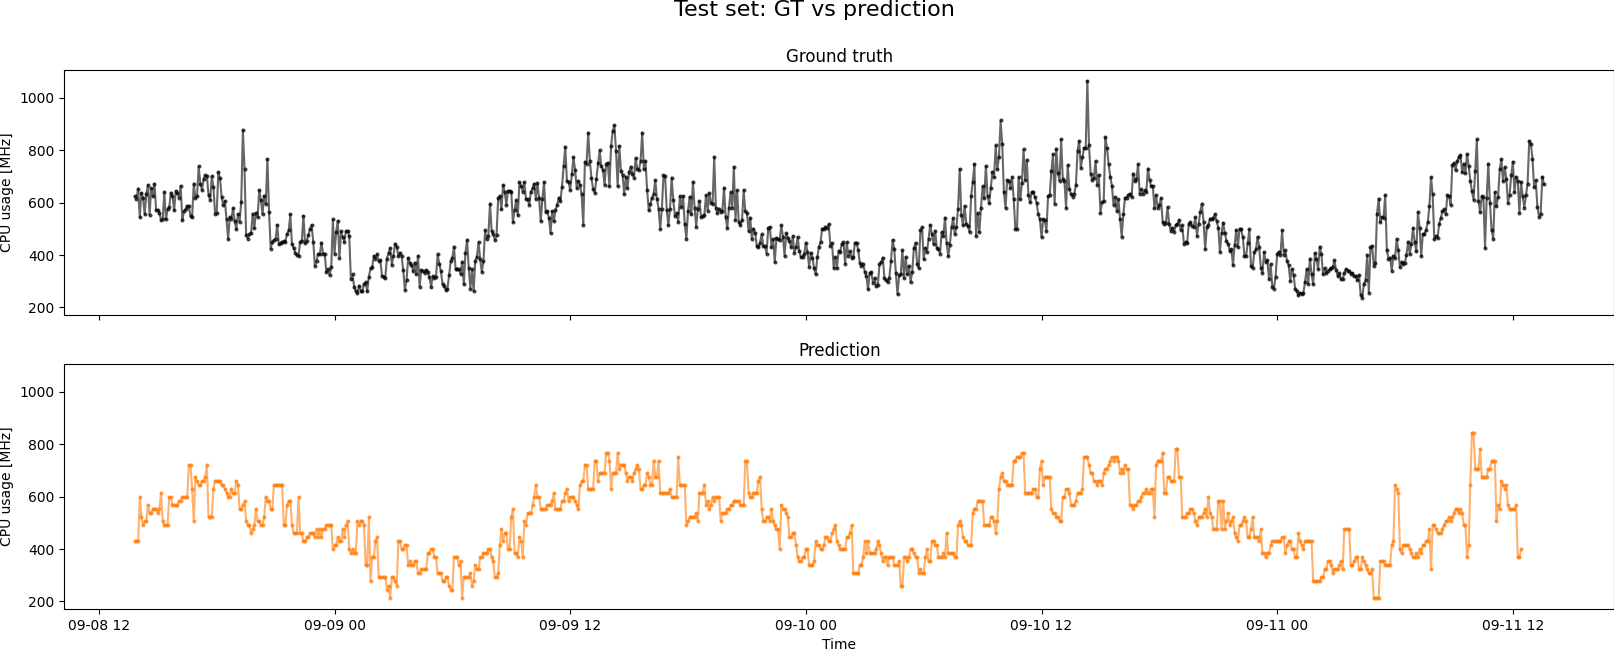 Test set: GT vs prediction
Ground truth
CPU usage [MHz]
1000
800
600
400
200
Prediction
CPU usage [MHz]
1000
800
600
400
200
09-08 12 09-09 00 09-09 12 09-10 00 09-10 12 09-11 00 09-11 12
Time